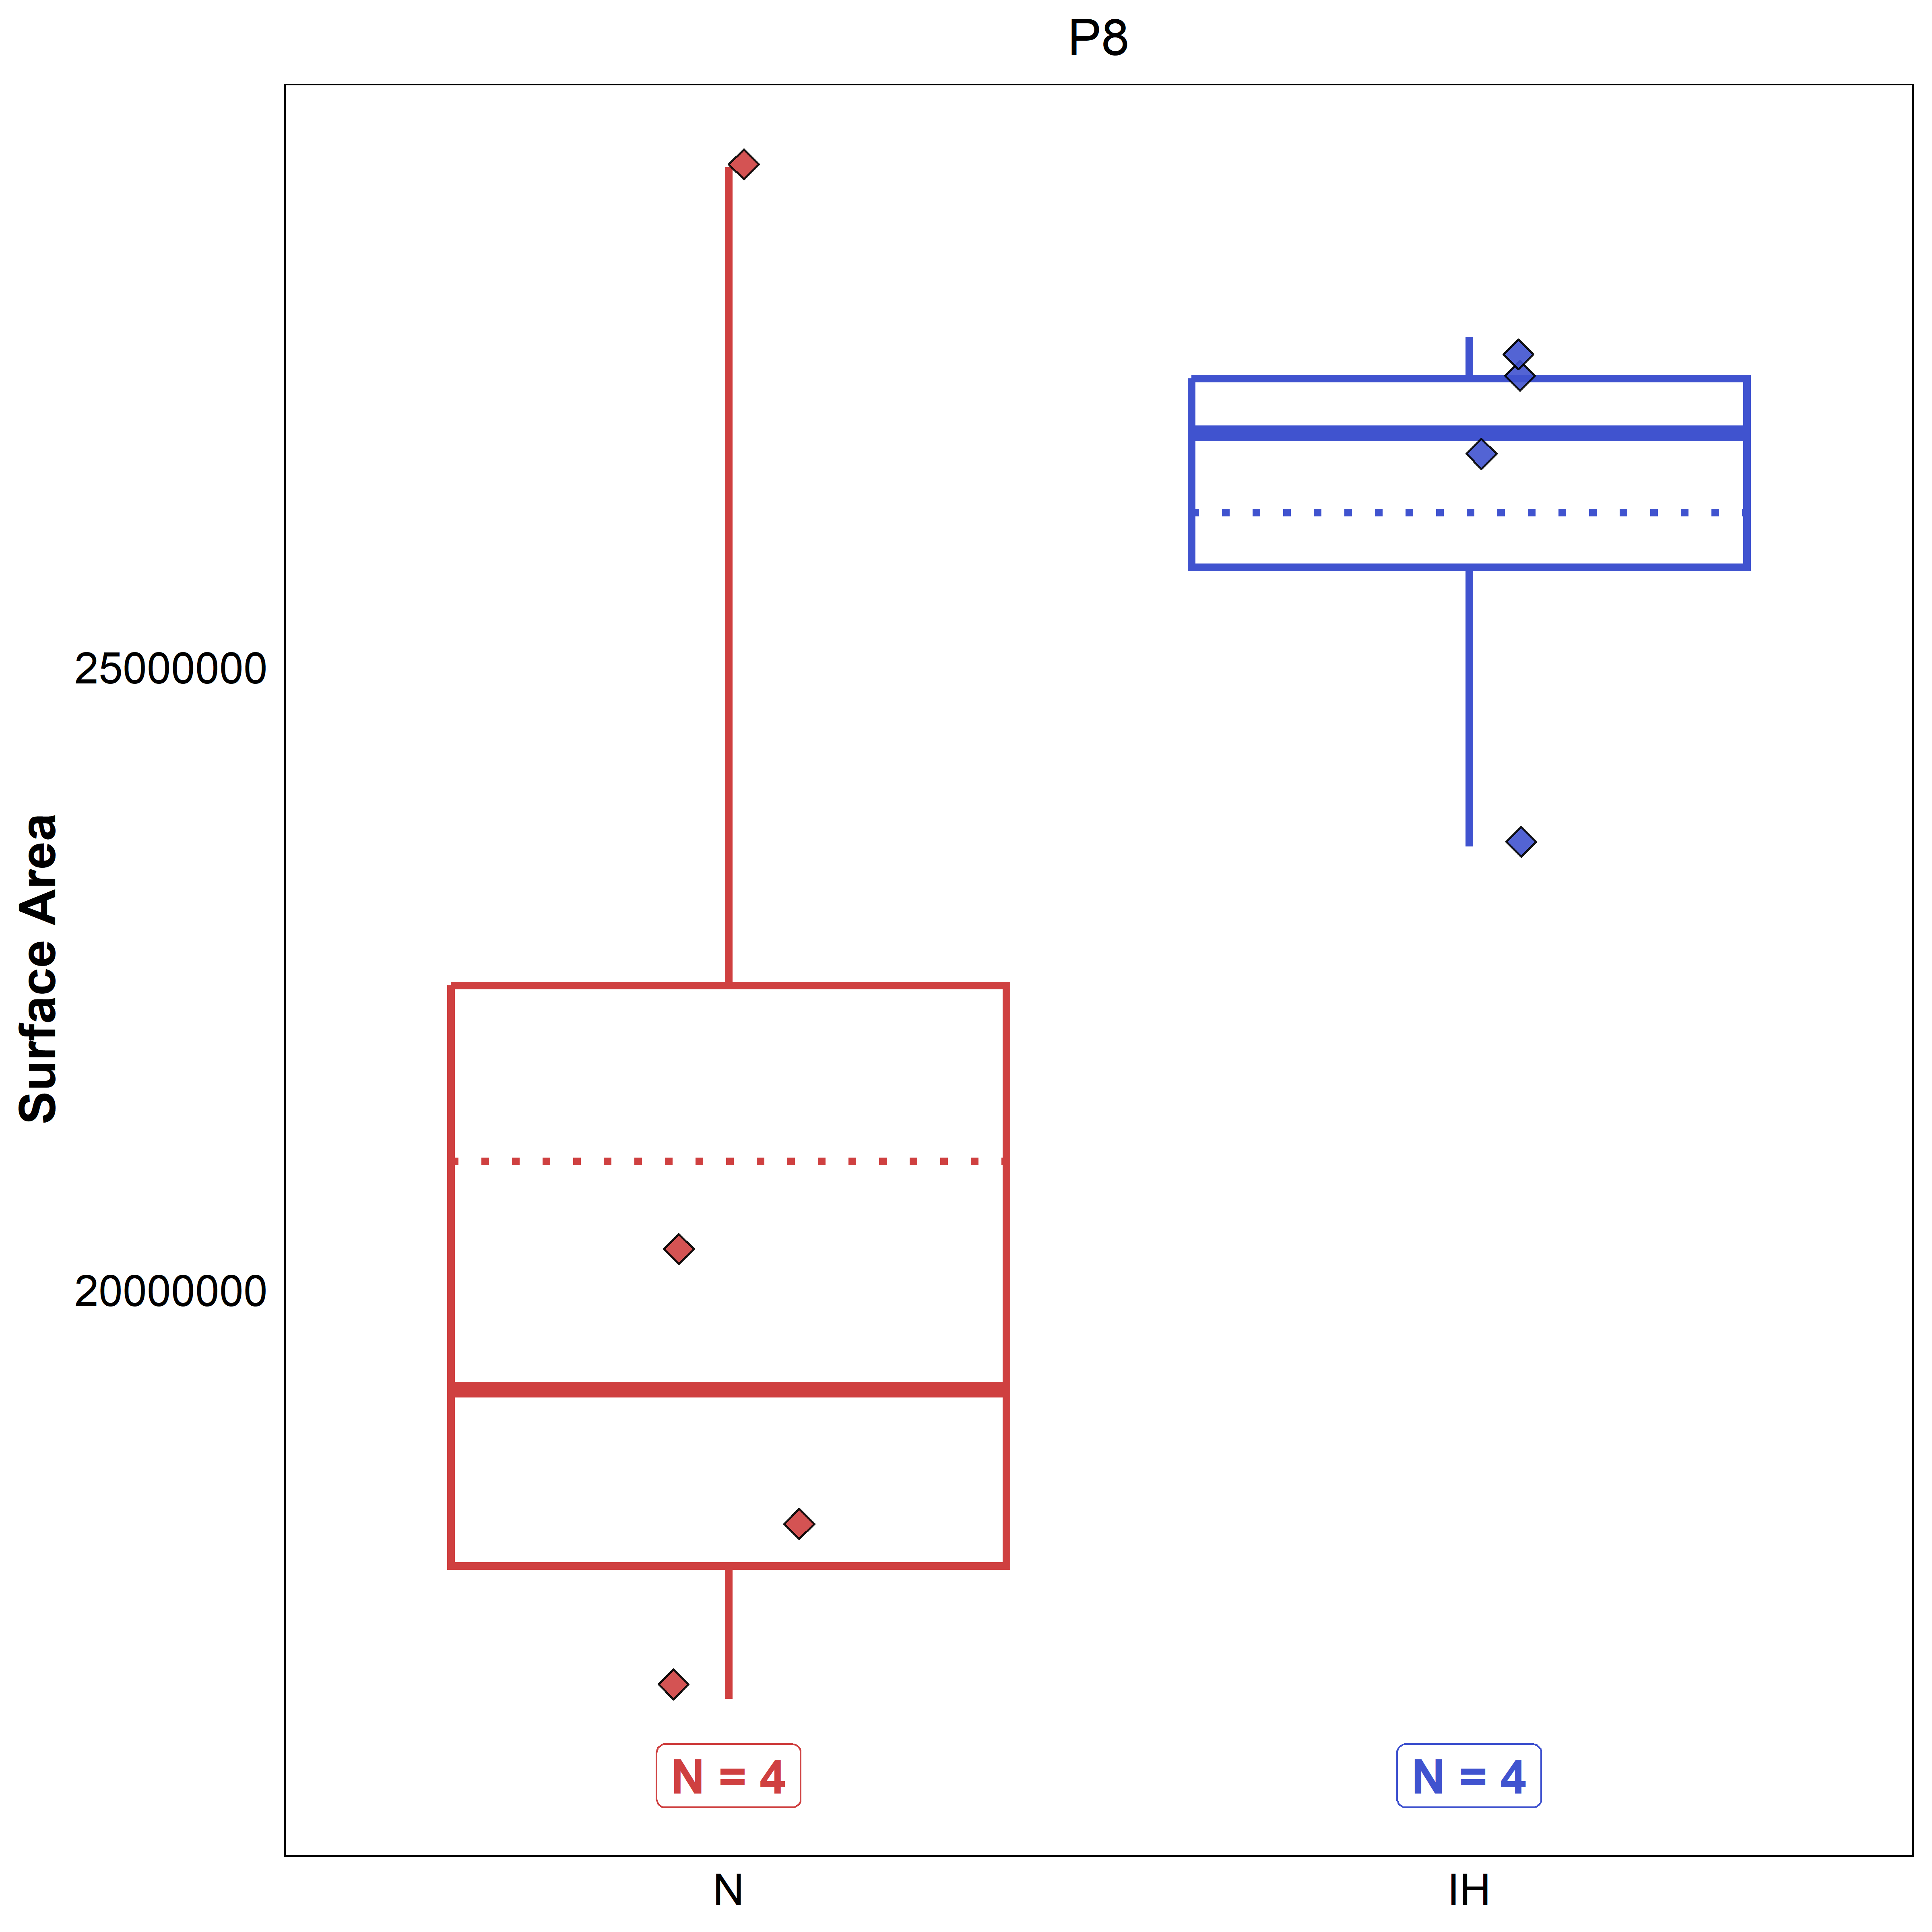 P8
Surface Area
25000000
20000000
N = 4
N = 4
N
IH